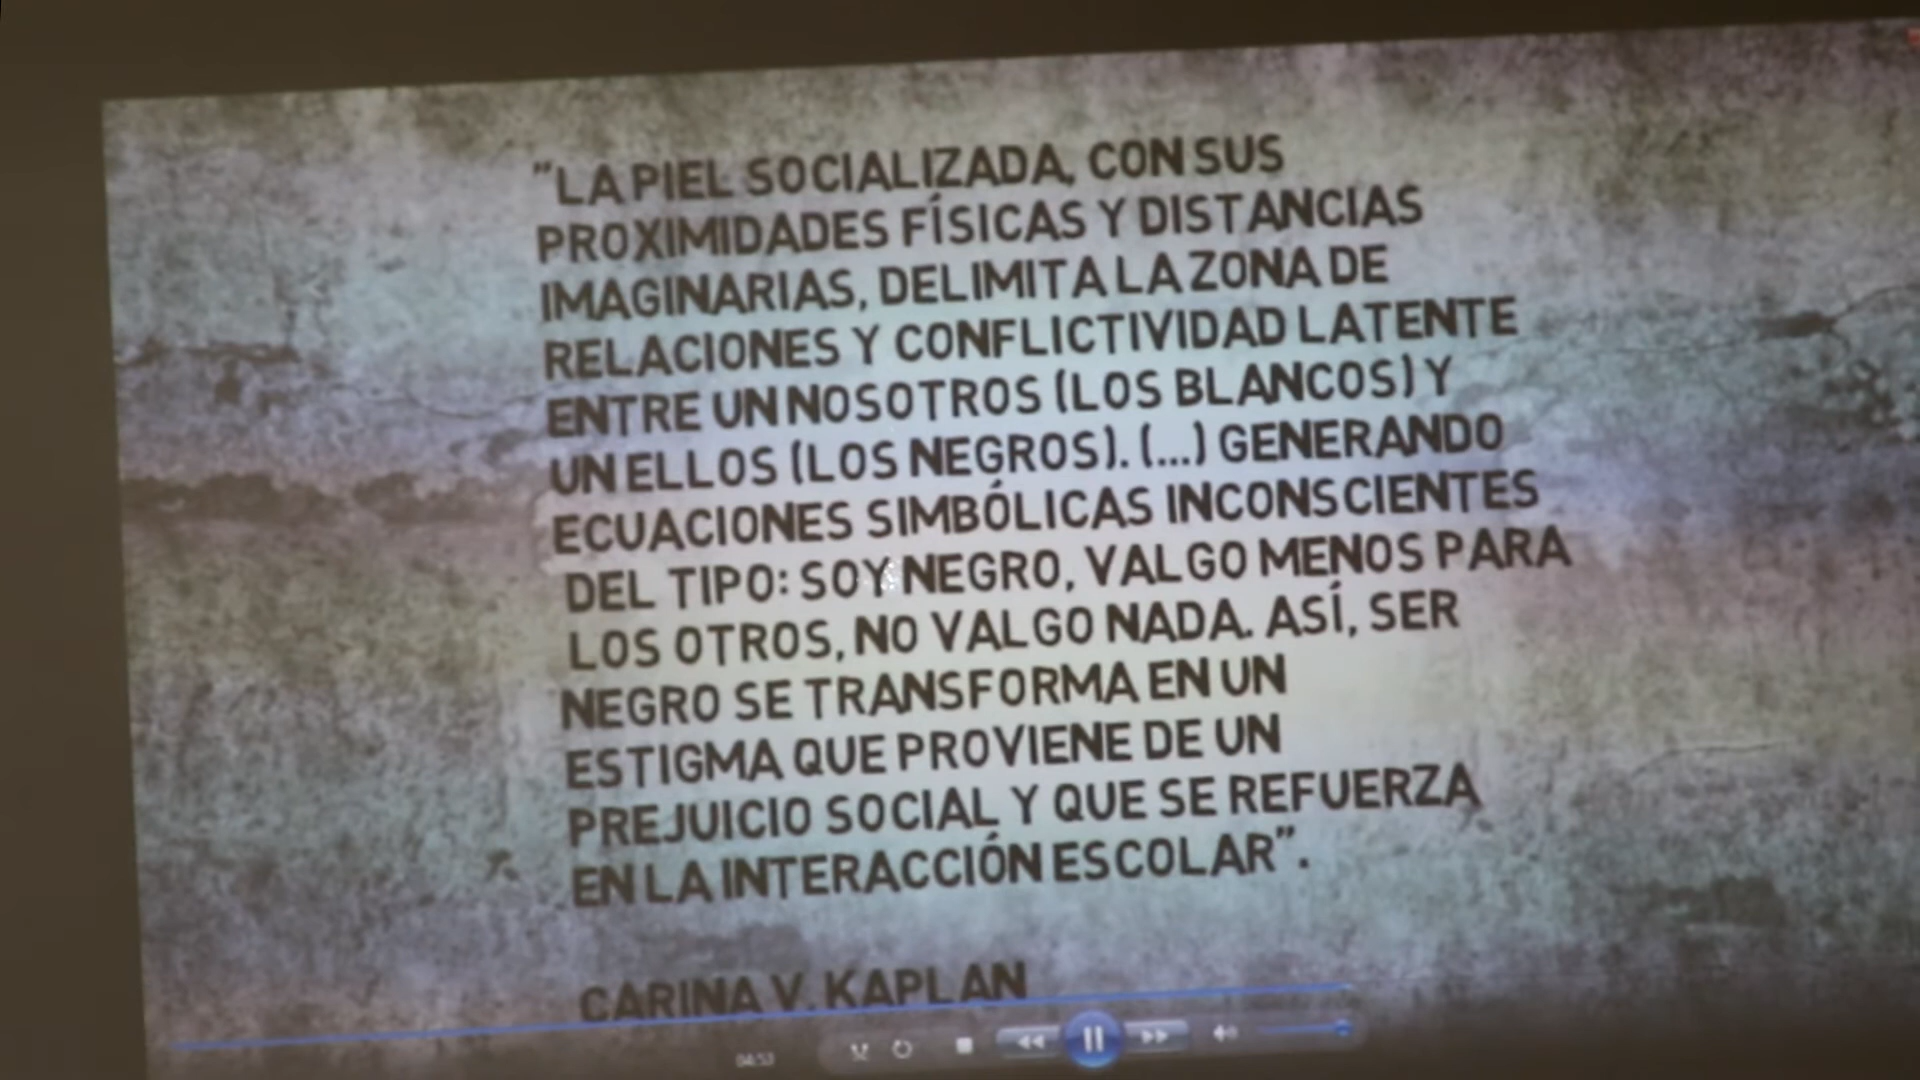 "LA PIEL SOCIALIZADA, CON SUS
PROXIMIDADES FÍSICAS Y DISTANCIAS
IMAGINARIAS, DELIMITA LA ZONA DE
RELACIONES Y CONFLICTIVIDAD LATENTE
ENTRE UN NOSOTROS (LOS BLANCOS) Y
UN ELLOS (LOS NEGROS). (...) GENERANDO
ECUACIONES SIMBÓLICAS INCONSCIENTES
DEL TIPO: SOY NEGRO, VALGO MENOS PARA
LOS OTROS, NO VALGO NADA. ASÍ, SER
NEGRO SE TRANSFORMA EN UN
ESTIGMA QUE PROVIENE DE UN
PREJUICIO SOCIAL Y QUE SE REFUERZA
EN LA INTERACCIÓN ESCOLAR".
CARINA V. KAPLAN
04:53